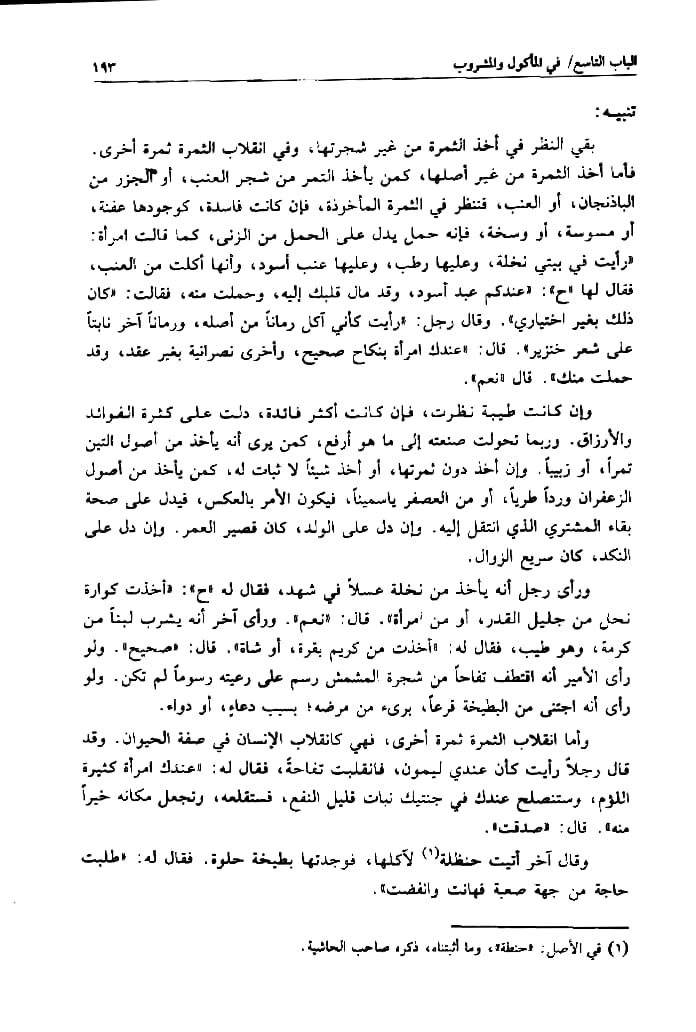 الباب التاسع/ في المأكول والمشروب ١٩٣
تنبيه:
بقي النظر في أخذ الثمرة من غير شجرتها، وفي انقلاب الثمرة ثمرة أخرى.
فأما أخذ الثمرة من غير أصلها، كمن يأخذ التمر من شجر العنب، أو الجزر من
الباذنجان، أو العنب، فننظر في الثمرة المأخوذة، فإن كانت فاسدة، كوجودها عفنة،
أو مسوسة، أو وسخة، فإنه حمل يدل على الحمل من الزنى، كما قالت امرأة:
«رأيت في بيتي نخلة، وعليها رطب، وعليها عنب أسود، وأنها أكلت من العنب،
فقال لها «ح»: «عندكم عبد أسود، وقد مال قلبك إليه، وحملت منه، فقالت: «كان
ذلك بغير اختياري». وقال رجل: «رأيت كأني آكل رماناً من أصله، ورماناً آخر نابتاً
على شعر خنزير». قال: «عندك امرأة بنكاح صحيح، وأخرى نصرانية بغير عقد، وقد
حملت منك». قال «نعم».
وإن كانت طيبة نظرت، فإن كانت أكثر فائدة، دلت على كثرة الفوائد
والأرزاق. وربما تحولت صنعته إلى ما هو أرفع، كمن يرى أنه يأخذ من أصول التين
تمراً، أو زبيباً. وإن أخذ دون ثمرتها، أو أخذ شيئاً لا ثبات له، كمن يأخذ من أصول
الزعفران ورداً طرياً، أو من العصفر ياسميناً، فيكون الأمر بالعكس، فيدل على صحة
بقاء المشتري الذي انتقل إليه. وإن دل على الولد، كان قصير العمر. وإن دل على
النكد، كان سريع الزوال.
ورأى رجل أنه يأخذ من نخلة عسلاً في شهد، فقال له «ح»: «أخذت كوارة
نحل من جليل القدر، أو من امرأة». قال: «نعم». ورأى آخر أنه يشرب لبناً من
كرمة، وهو طيب، فقال له: «أخذت من كريم بقرة، أو شاة». قال: «صحيح». ولو
رأى الأمير أنه اقتطف تفاحاً من شجرة المشمش رسم على رعيته رسوماً لم تكن. ولو
رأى أنه اجتنى من البطيخة قرعاً، برىء من مرضه؛ بسبب دعاء، أو دواء.
وأما انقلاب الثمرة ثمرة أخرى، فهي كانقلاب الإنسان في صفة الحيوان. وقد
قال رجلاً رأيت كأن عندي ليمون، فانقلبت تفاحةً، فقال له: «عندك امرأة كثيرة
اللؤم، وستنصلح عندك في جنتيك نبات قليل النفع، فستقلعه، وتجعل مكانه خيراً
منه». قال: «صدقت».
وقال آخر أتيت حنظلة(١) لآكلها، فوجدتها بطيخة حلوة. فقال له: «طلبت
حاجة من جهة صعبة فهانت وانفضت».
(١) في الأصل: «حنطة»، وما أثبتناه، ذكره صاحب الحاشية.